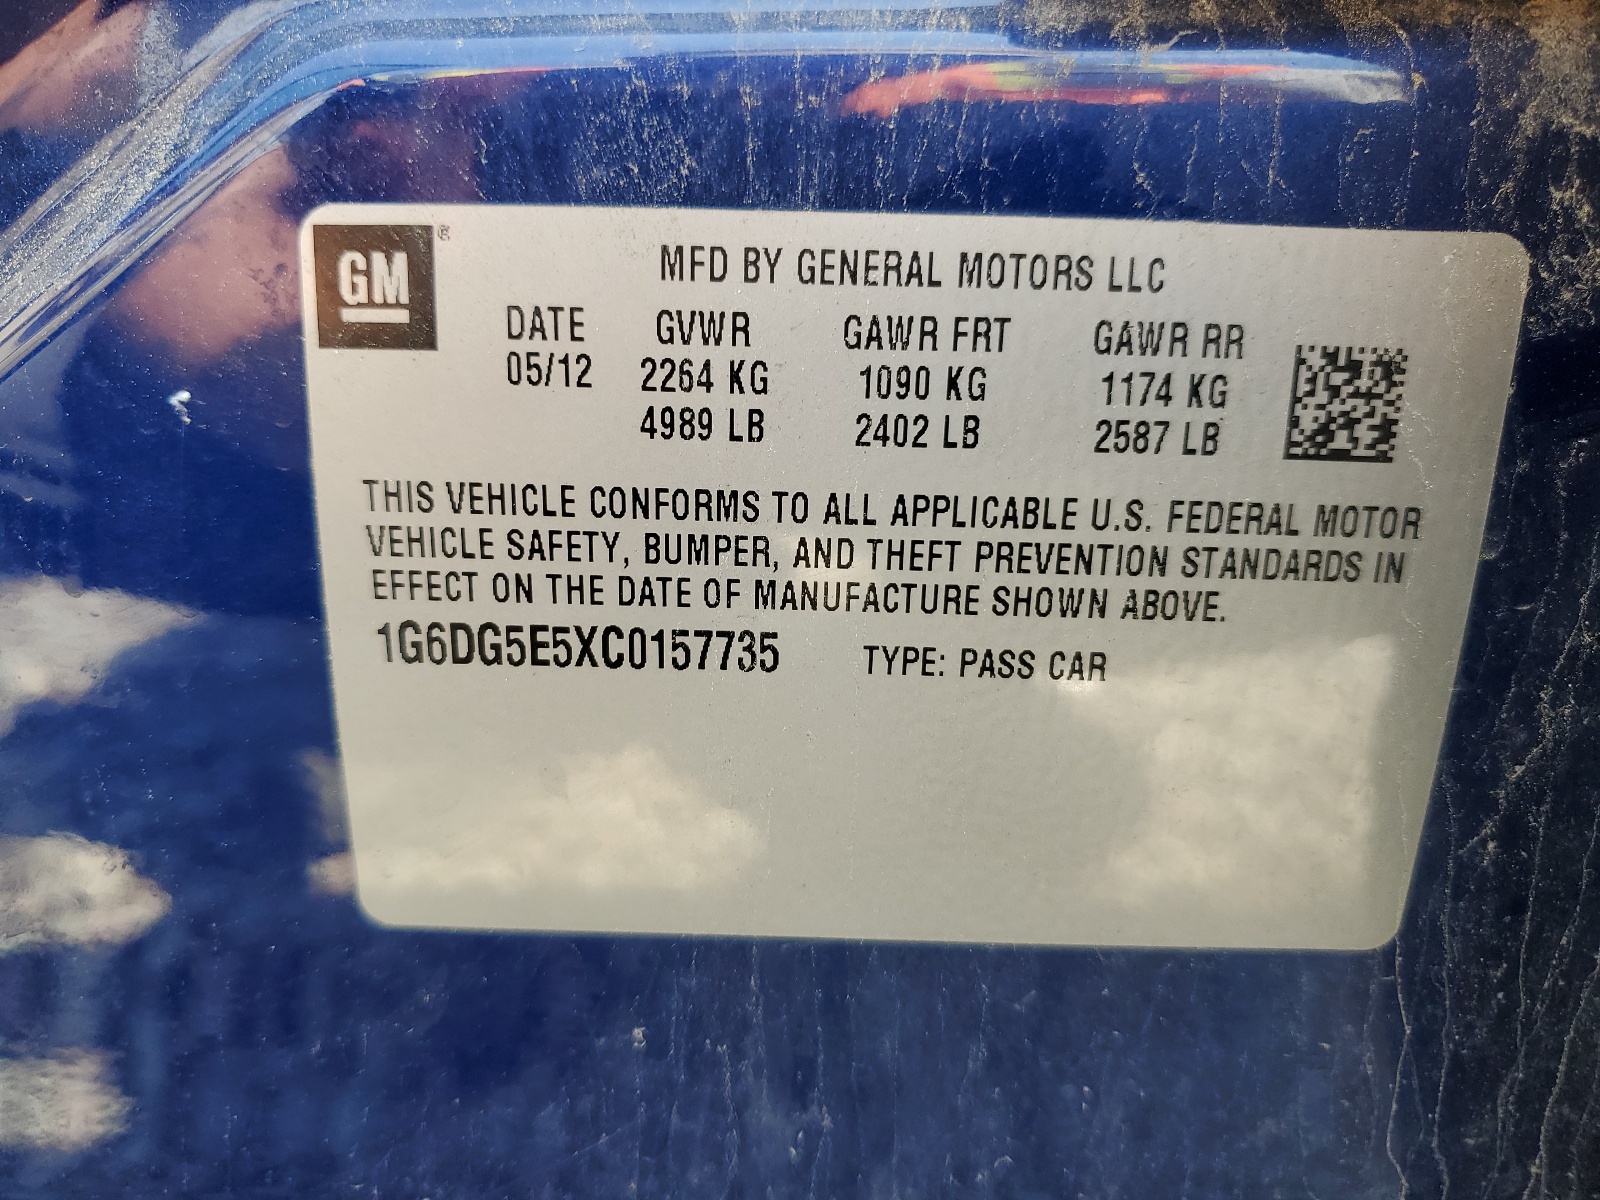 GM
MFD BY GENERAL MOTORS LLC
DATE GVWR GAWR FRT GAWR RR
05/12 2264 KG 1090 KG 1174 KG
4989 LB 2402 LB 2587 LB
THIS VEHICLE CONFORMS TO ALL APPLICABLE U.S. FEDERAL MOTOR
VEHICLE SAFETY, BUMPER, AND THEFT PREVENTION STANDARDS IN
EFFECT ON THE DATE OF MANUFACTURE SHOWN ABOVE.
1G6DG5E5XC0157735 TYPE: PASS CAR